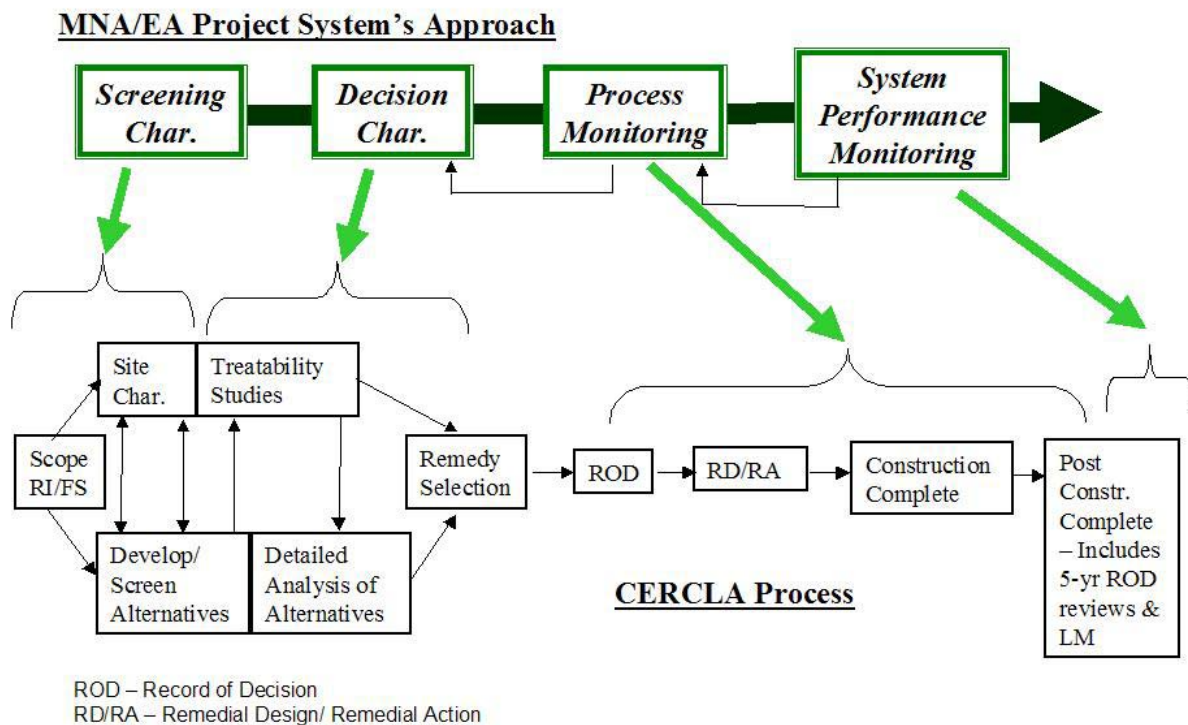 MNA/EA Project System's Approach
Screening
Char.
Decision
Char.
Process
Monitoring
System
Performance
Monitoring
Site
Char.
Treatability
Studies
Scope
RI/FS
Develop/
Screen
Alternatives
Detailed
Analysis of
Alternatives
Remedy
Selection
ROD
RD/RA
Construction
Complete
Post
Constr.
Complete
– Includes
5-yr ROD
reviews &
LM
CERCLA Process
ROD – Record of Decision
RD/RA – Remedial Design/ Remedial Action